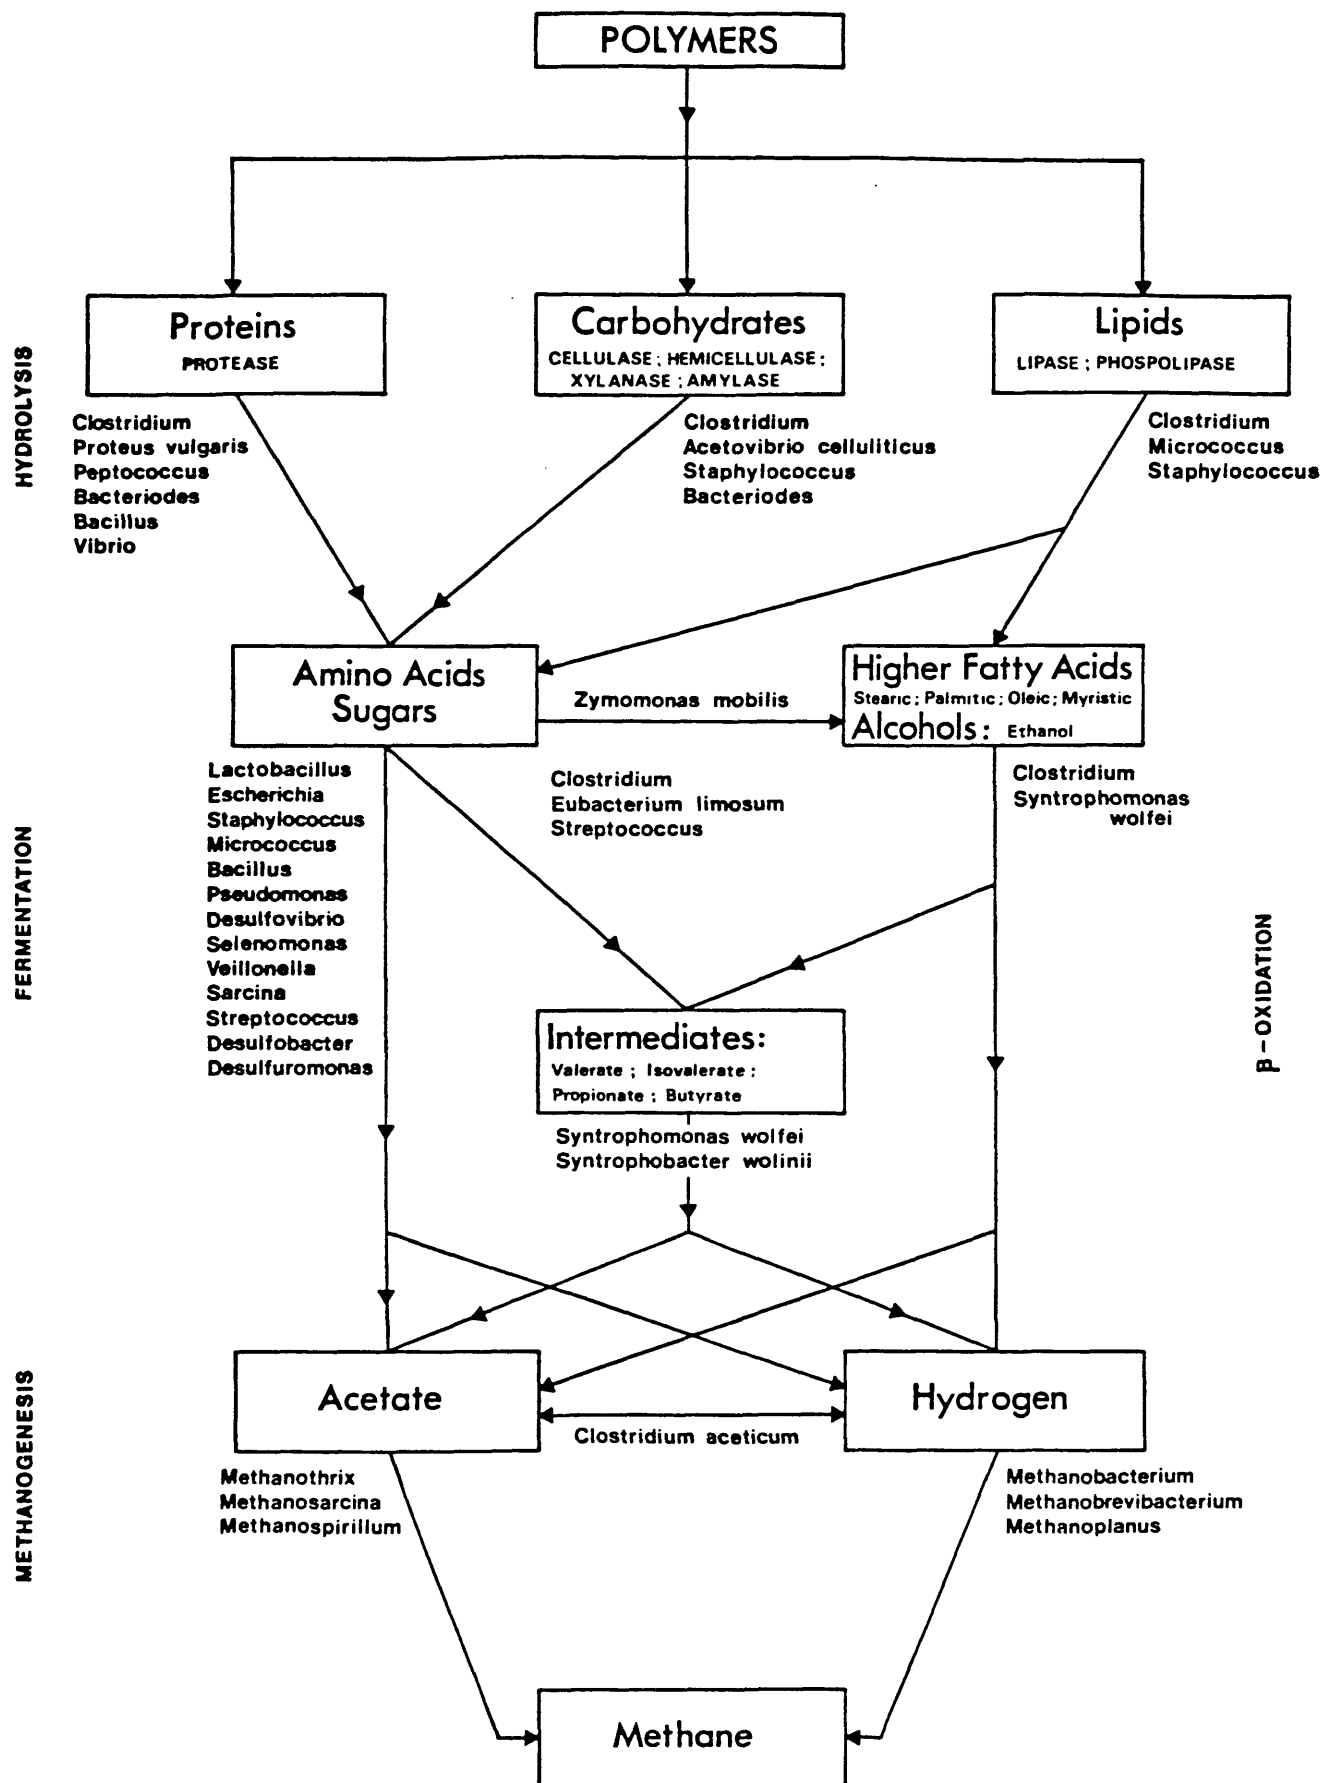 POLYMERS
Proteins
PROTEASE
Carbohydrates
CELLULASE ; HEMICELLULASE ;
XYLANASE ; AMYLASE
Lipids
LIPASE ; PHOSPOLIPASE
HYDROLYSIS
Clostridium
Proteus vulgaris
Peptococcus
Bacteriodes
Bacillus
Vibrio
Clostridium
Acetovibrio celluliticus
Staphylococcus
Bacteriodes
Clostridium
Micrococcus
Staphylococcus
Amino Acids
Sugars
Zymomonas mobilis
Higher Fatty Acids
Stearic ; Palmitic ; Oleic ; Myristic
Alcohols : Ethanol
FERMENTATION
Lactobacillus
Escherichia
Staphylococcus
Micrococcus
Bacillus
Pseudomonas
Desulfovibrio
Selenomonas
Veillonella
Sarcina
Streptococcus
Desulfobacter
Desulfuromonas
Clostridium
Eubacterium limosum
Streptococcus
Clostridium
Syntrophomonas
wolfei
β-OXIDATION
Intermediates:
Valerate ; Isovalerate ;
Propionate ; Butyrate
Syntrophomonas wolfei
Syntrophobacter wolinii
METHANOGENESIS
Acetate
Clostridium aceticum
Hydrogen
Methanothrix
Methanosarcina
Methanospirillum
Methanobacterium
Methanobrevibacterium
Methanoplanus
Methane